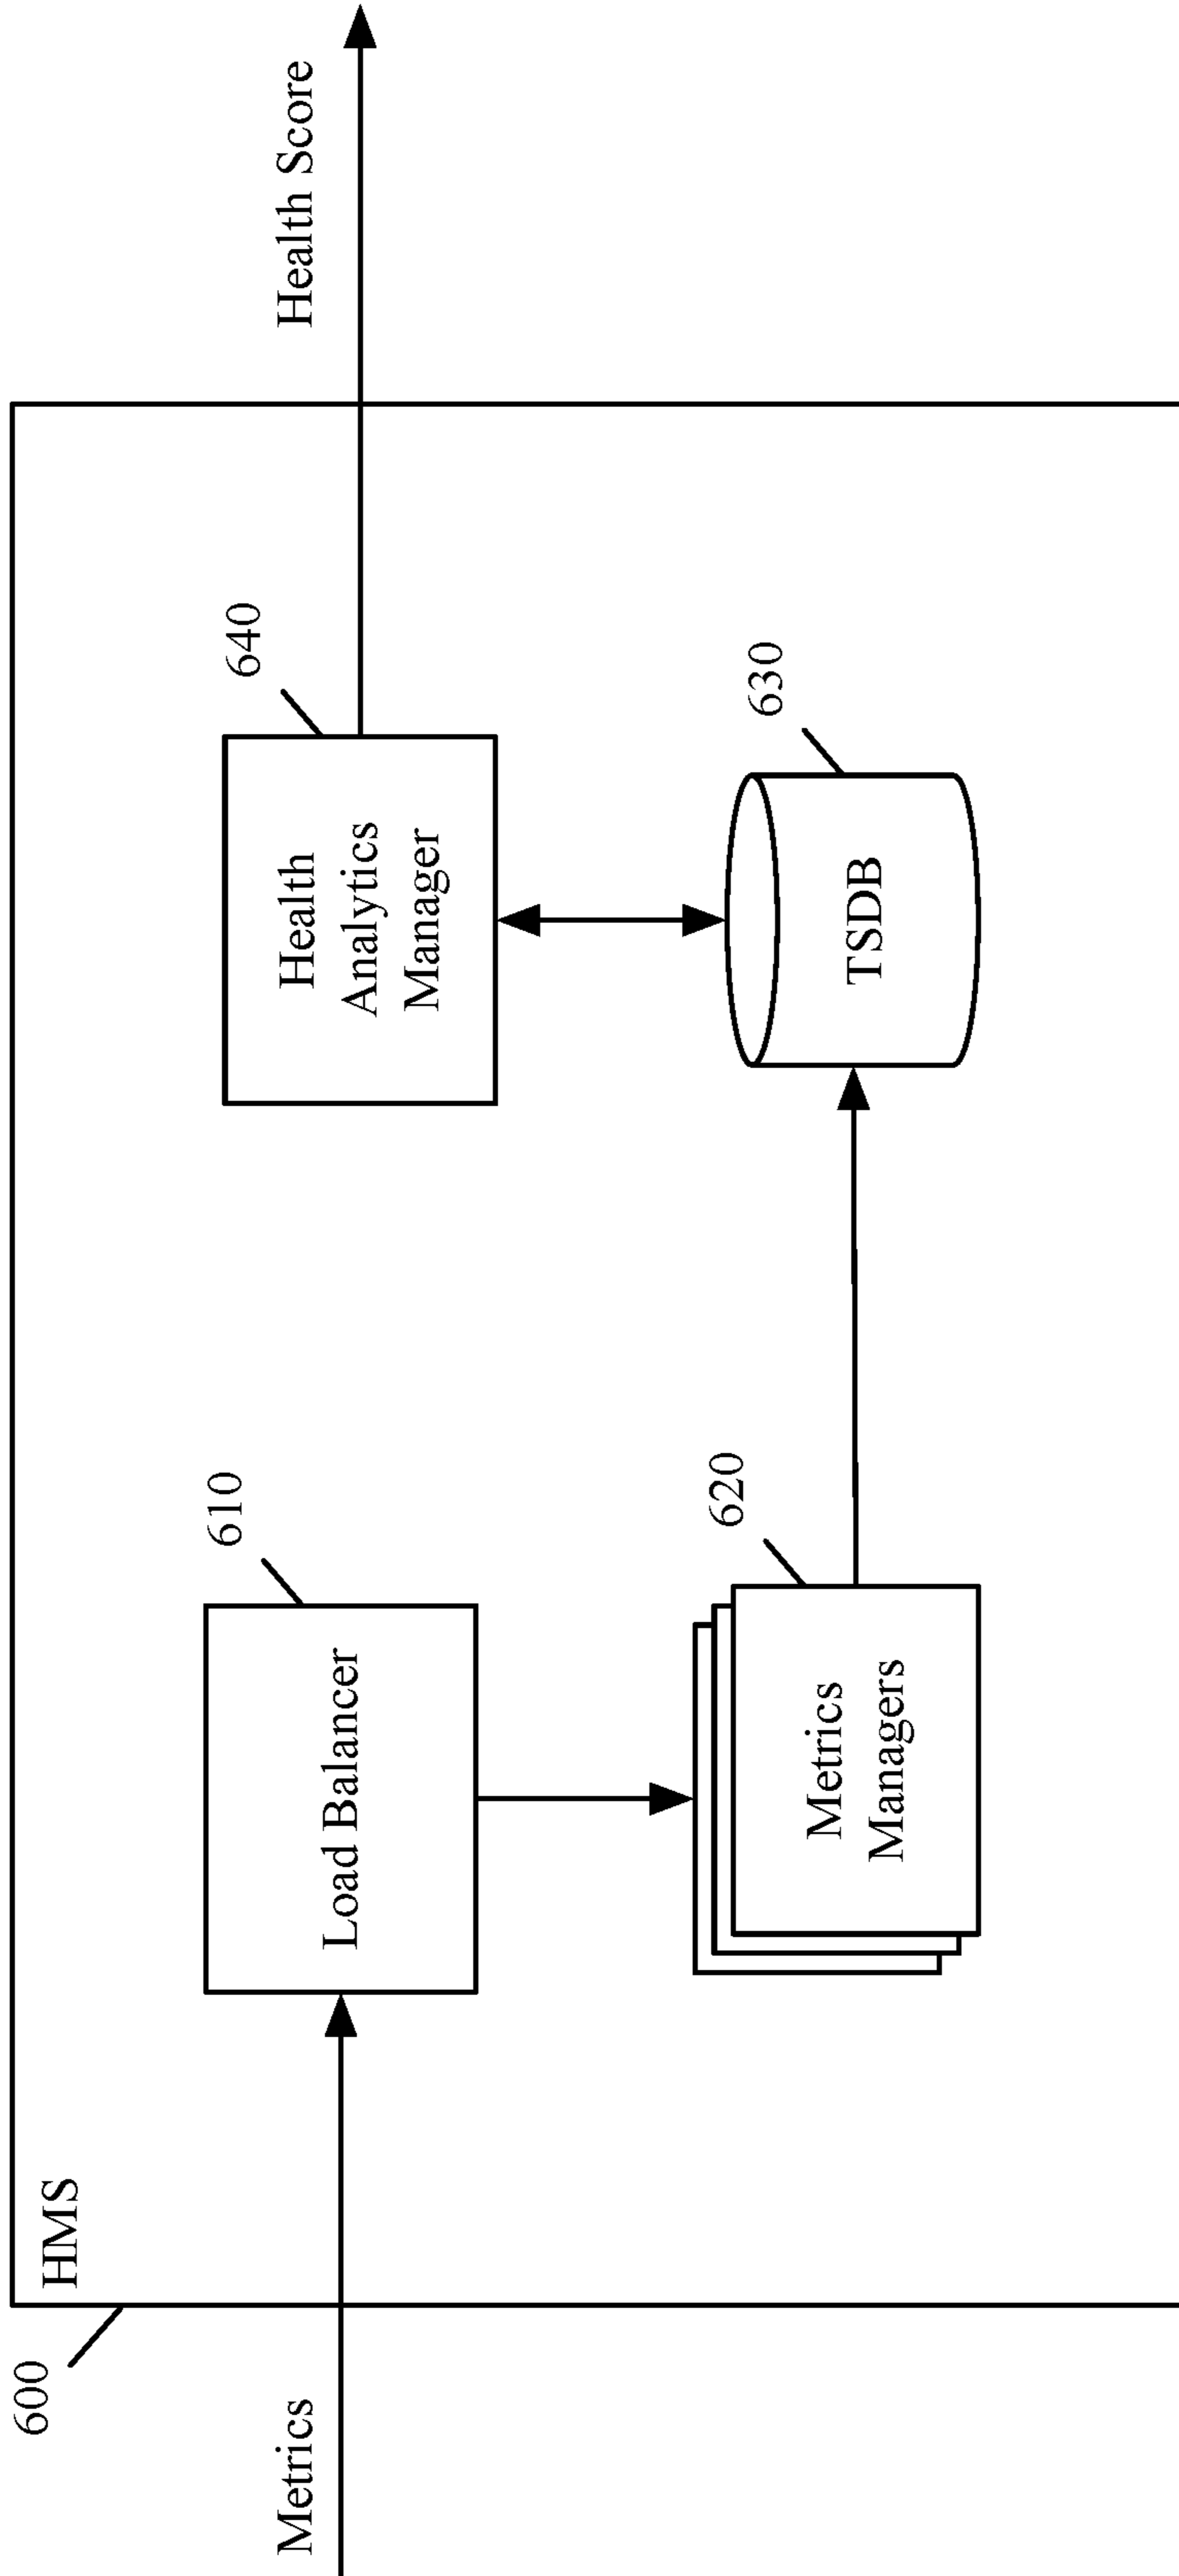 600
HMS
Metrics
610
Load Balancer
620
Metrics
Managers
640
Health
Analytics
Manager
630
TSDB
Health Score